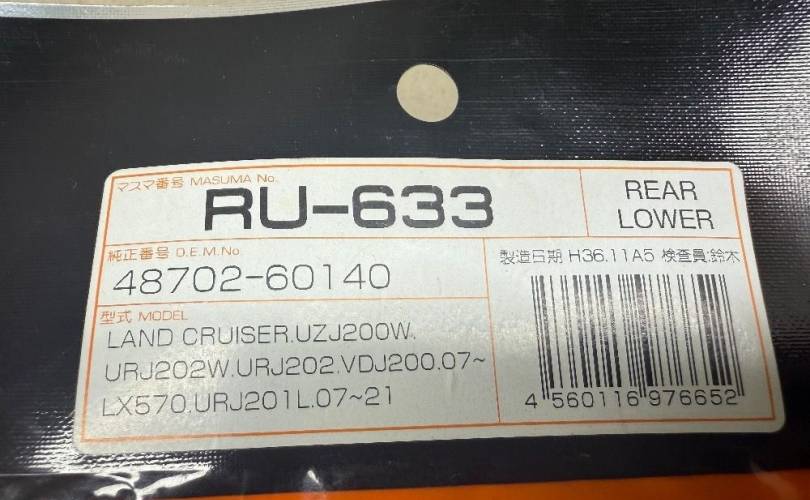 マスマ番号 MASUMA No.
RU-633
REAR
LOWER
純正番号 O.E.M.No
48702-60140
製造日期 H36.11A5 検査員:鈴木
型式 MODEL
LAND CRUISER.UZJ200W.
URJ202W.URJ202.VDJ200.07~
LX570.URJ201L.07~21
4 560116 976652